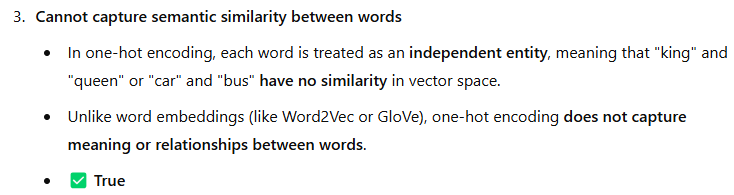 3. Cannot capture semantic similarity between words
• In one-hot encoding, each word is treated as an independent entity, meaning that "king" and
"queen" or "car" and "bus" have no similarity in vector space.
• Unlike word embeddings (like Word2Vec or GloVe), one-hot encoding does not capture
meaning or relationships between words.
• ✅ True